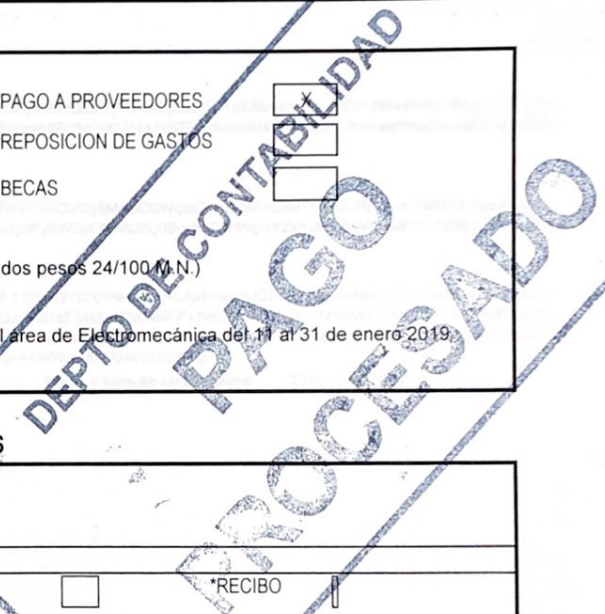 PAGO A PROVEEDORES X
REPOSICION DE GASTOS
BECAS
dos pesos 24/100 M.N.)
l área de Electromecánica del 11 al 31 de enero 2019.
S
*RECIBO
DEPTO DE CONTABILIDAD
PAGO
PROCESADO